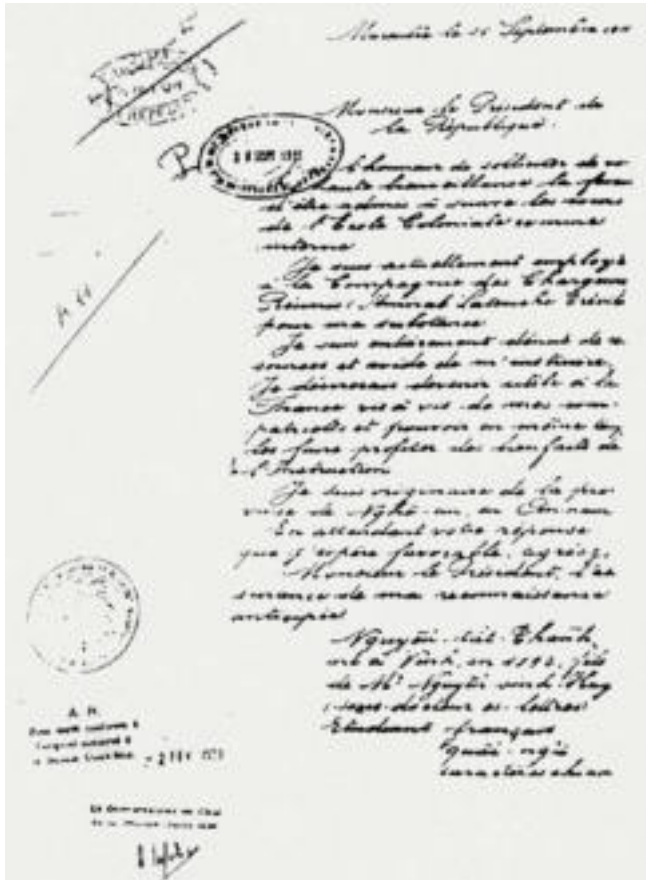 Marseille le 15 Septembre 1911
Monsieur le Président de
la République
l'honneur de solliciter de vo
haute bienveillance la faveur
d'être admis à suivre les cours
de l'Ecole Coloniale comme
interne
Je suis actuellement employé
à la Compagnie des Chargeurs
Réunis, Amiral Latouche Tréville
pour ma subsistance
Je suis entièrement dénué de res
sources et avide de m'instruire.
Je désirerais devenir utile à la
France vis à vis de mes com-
patriotes et pouvoir en même temps
les faire profiter des bienfaits de
l'Instruction
Je suis originaire de la pro
vince de Nghê-an, en Annam
En attendant votre réponse
que j'espère favorable, agréez,
Monsieur le Président, l'as
surance de ma reconnaissance
anticipée
Nguyên tât Thanh,
né à Vinh, en 1892, fils
de Mr Nguyên sinh Huy
sous-docteur ès-lettres
Etudiant français
quôc-ngu
caractères chinois